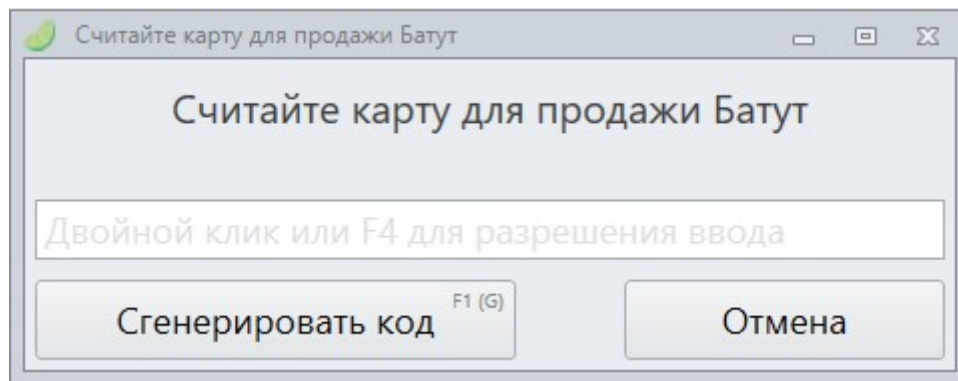 Считайте карту для продажи Батут
Считайте карту для продажи Батут
Двойной клик или F4 для разрешения ввода
Сгенерировать код F1 (G)
Отмена